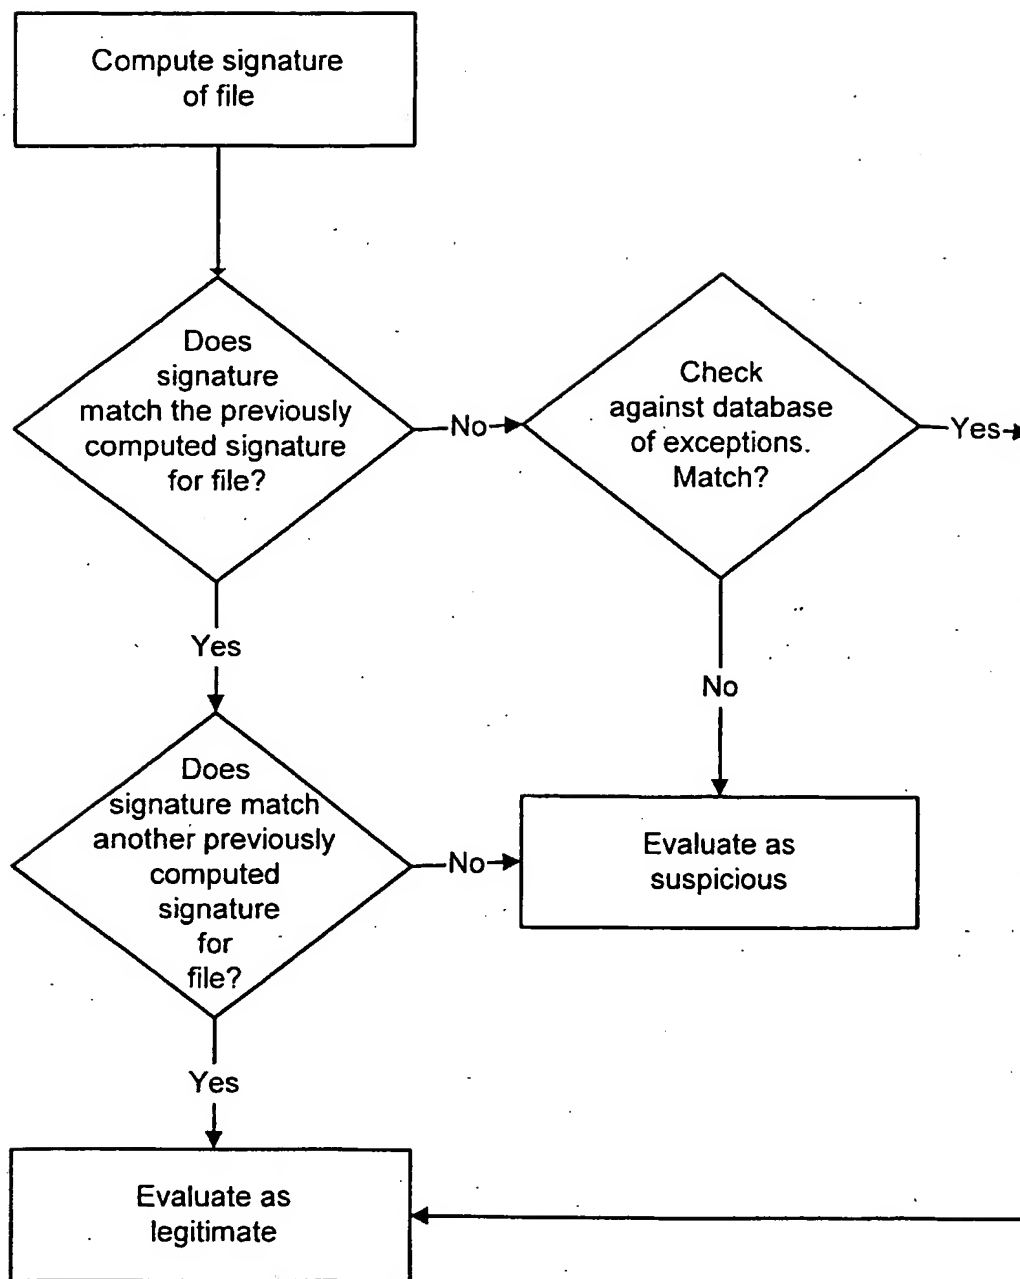 Compute signature
of file
Does
signature
match the previously
computed signature
for file?
No
Check
against database
of exceptions.
Match?
Yes
Yes
No
Does
signature match
another previously
computed
signature
for
file?
No
Evaluate as
suspicious
Yes
Evaluate as
legitimate